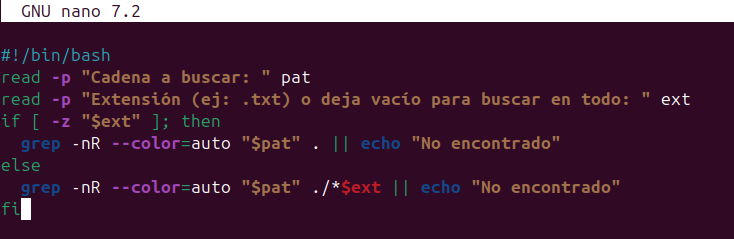 GNU nano 7.2
#!/bin/bash
read -p "Cadena a buscar: " pat
read -p "Extensión (ej: .txt) o deja vacío para buscar en todo: " ext
if [ -z "$ext" ]; then
  grep -nR --color=auto "$pat" . || echo "No encontrado"
else
  grep -nR --color=auto "$pat" ./*$ext || echo "No encontrado"
fi